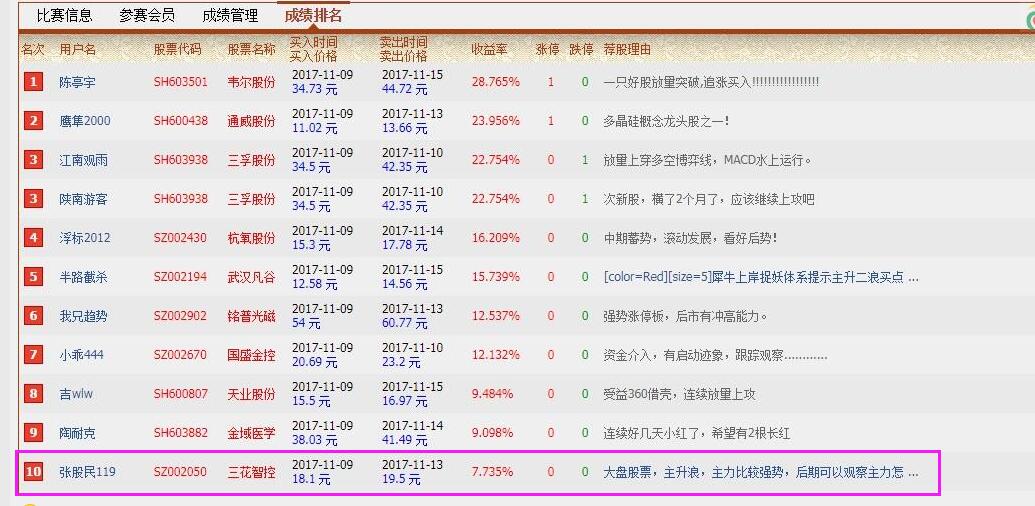 比赛信息 参赛会员 成绩管理 成绩排名
名次 用户名 股票代码 股票名称 买入时间 卖出时间 收益率 涨停 跌停 荐股理由
买入价格 卖出价格
1 陈亭宇 SH603501 韦尔股份 2017-11-09 2017-11-15 28.765% 1 0 一只好股放量突破,追涨买入!!!!!!!!!!!!!!!!!
34.73 元 44.72 元
2 鹰隼2000 SH600438 通威股份 2017-11-09 2017-11-13 23.956% 1 0 多晶硅概念龙头股之一!
11.02 元 13.66 元
3 江南观雨 SH603938 三孚股份 2017-11-09 2017-11-10 22.754% 0 1 放量上穿多空博弈线，MACD水上运行。
34.5 元 42.35 元
3 陕南游客 SH603938 三孚股份 2017-11-09 2017-11-10 22.754% 0 1 次新股，横了2个月了，应该继续上攻吧
34.5 元 42.35 元
4 浮标2012 SZ002430 杭氧股份 2017-11-09 2017-11-14 16.209% 0 0 中期蓄势，滚动发展，看好后势!
15.3 元 17.78 元
5 半路截杀 SZ002194 武汉凡谷 2017-11-09 2017-11-15 15.739% 0 0 [color=Red][size=5]犀牛上岸捉妖体系提示主升二浪买点 ...
12.58 元 14.56 元
6 我兄趋势 SZ002902 铭普光磁 2017-11-09 2017-11-13 12.537% 0 0 强势涨停板，后市有冲高能力。
54 元 60.77 元
7 小乖444 SZ002670 国盛金控 2017-11-09 2017-11-10 12.132% 0 0 资金介入，有启动迹象，跟踪观察............
20.69 元 23.2 元
8 吉wlw SH600807 天业股份 2017-11-09 2017-11-15 9.484% 0 0 受益360借壳，连续放量上攻
15.5 元 16.97 元
9 陶耐克 SH603882 金域医学 2017-11-09 2017-11-14 9.098% 0 0 连续好几天小红了，希望有2根长红
38.03 元 41.49 元
10 张股民119 SZ002050 三花智控 2017-11-09 2017-11-13 7.735% 0 0 大盘股票，主升浪，主力比较强势，后期可以观察主力怎 ...
18.1 元 19.5 元